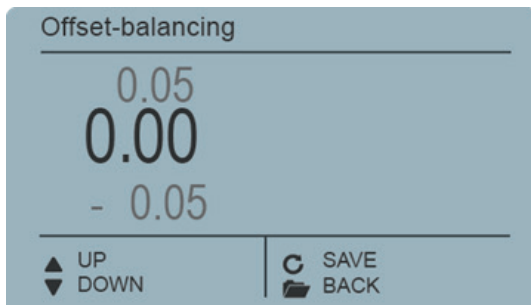 Offset-balancing
0.05
0.00
- 0.05
UP
DOWN
SAVE
BACK